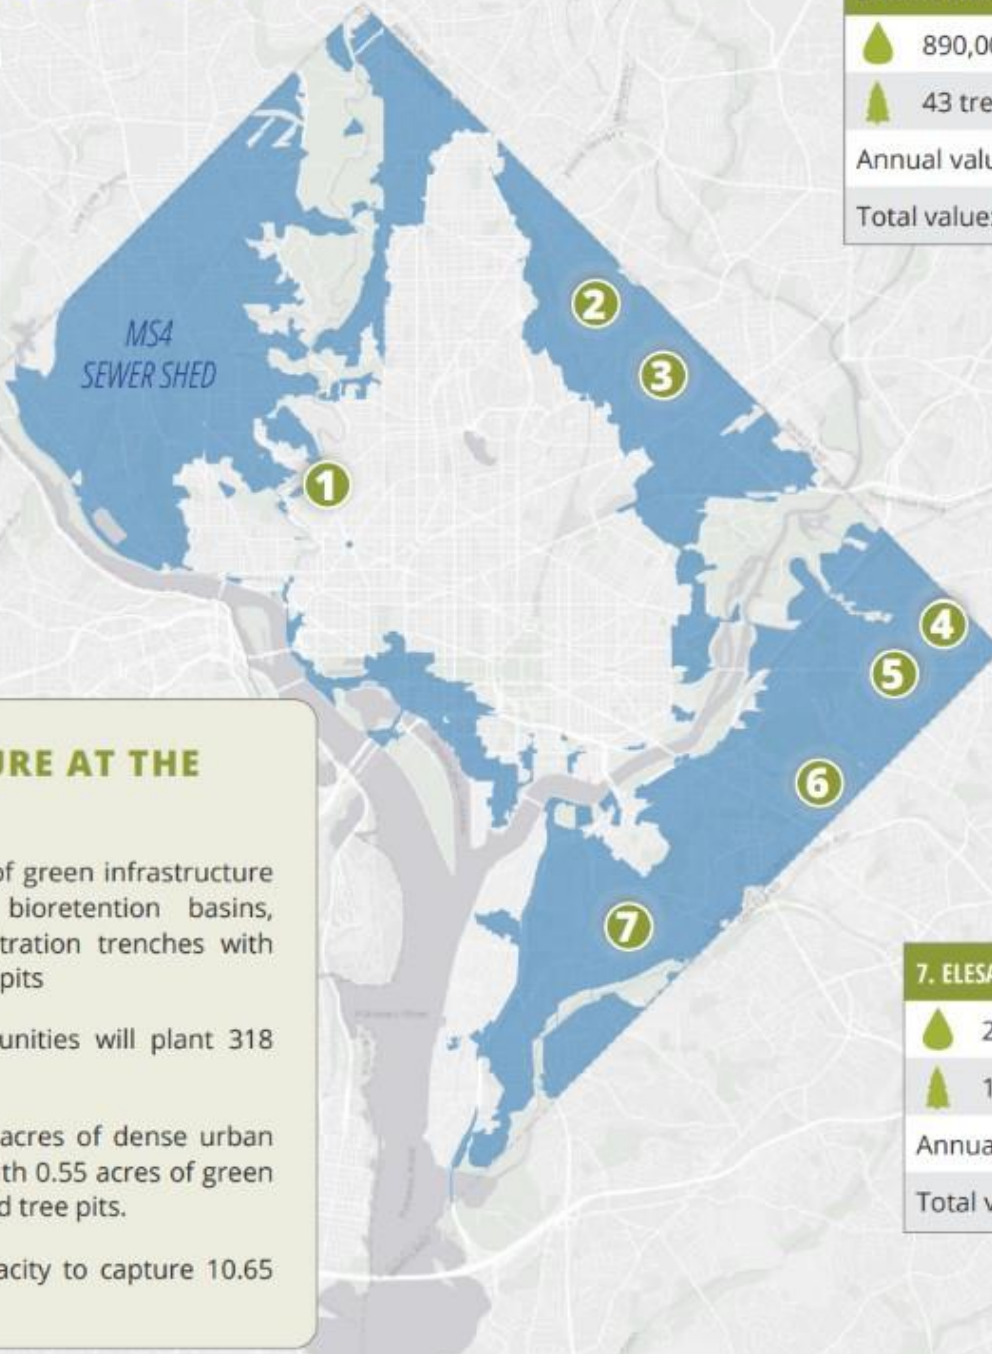 890,00
43 tre
Annual valu
Total value:
2
3
MS4
SEWER SHED
1
4
5
6
7
URE AT THE
of green infrastructure
bioretention basins,
tration trenches with
pits
unities will plant 318
acres of dense urban
th 0.55 acres of green
d tree pits.
acity to capture 10.65
7. ELESA
2
1
Annua
Total v